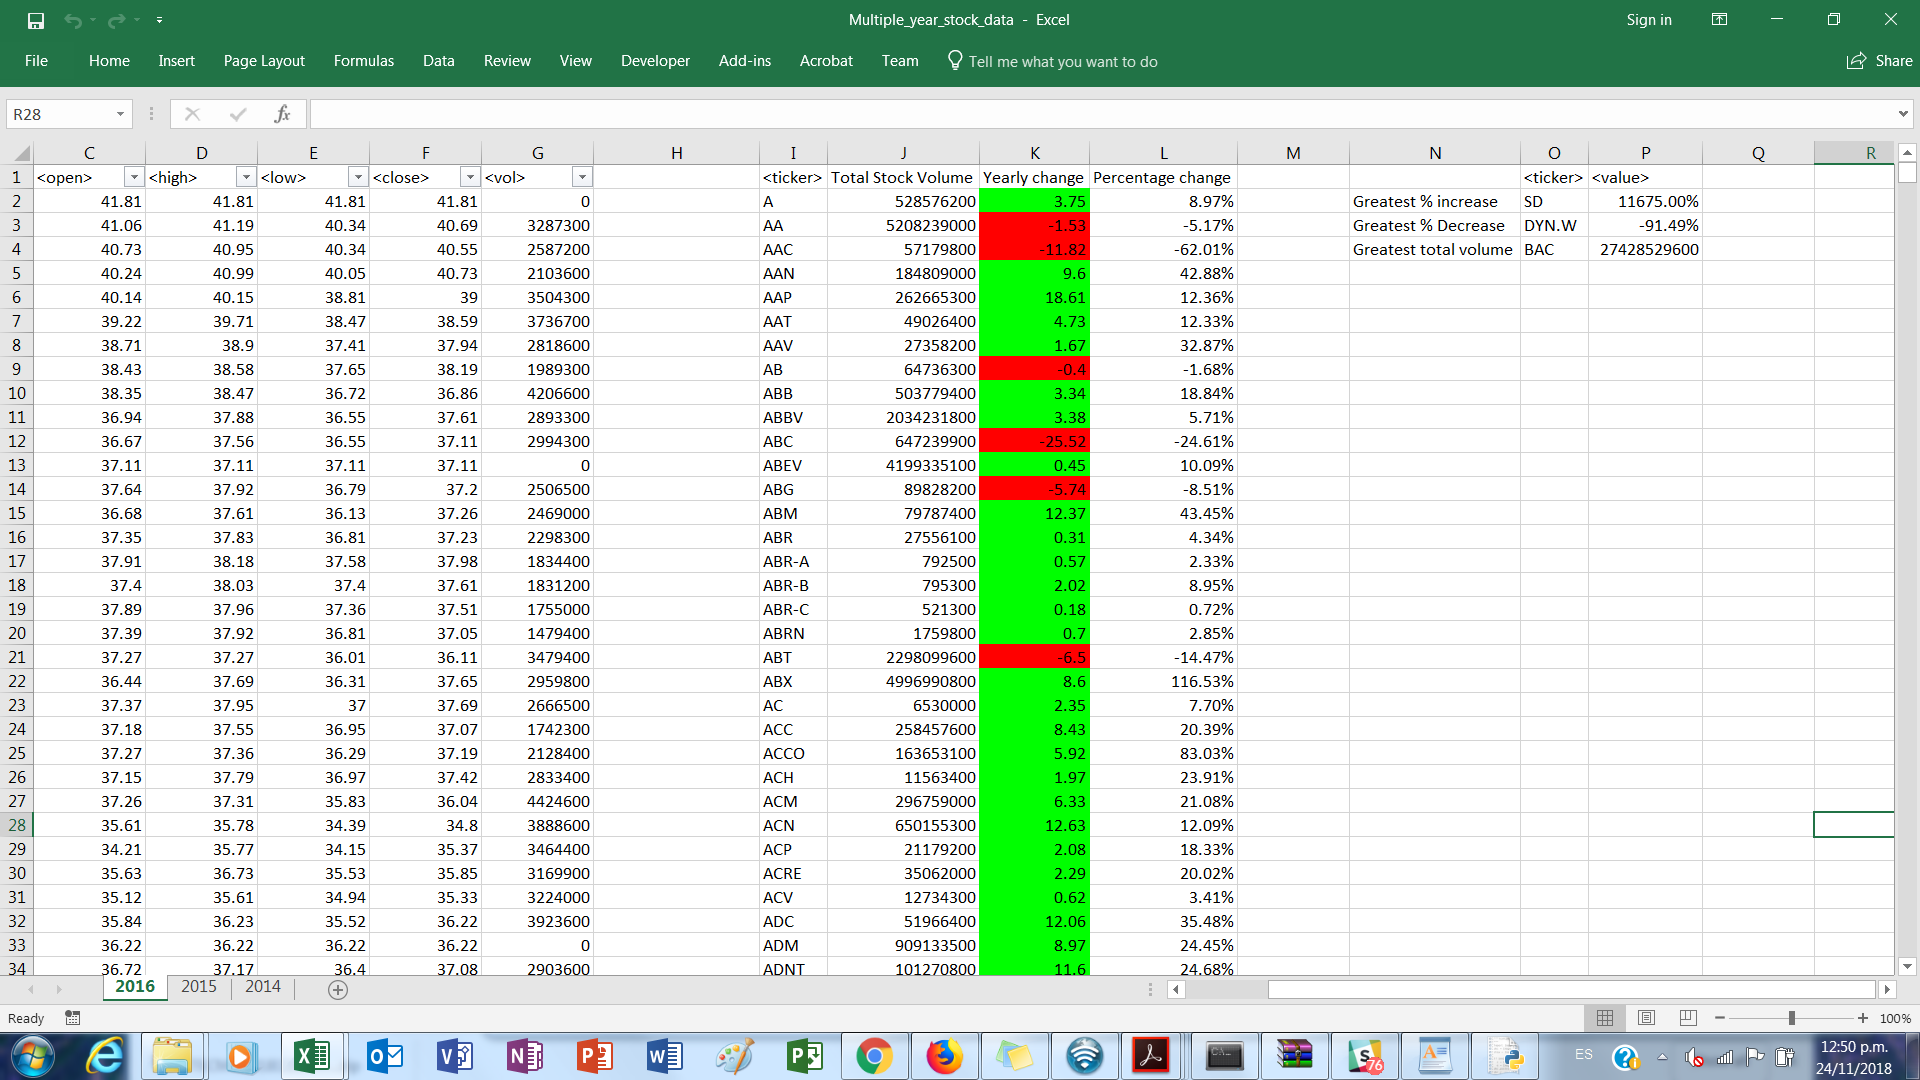 Multiple_year_stock_data - Excel
Sign in
File Home Insert Page Layout Formulas Data Review View Developer Add-ins Acrobat Team Tell me what you want to do Share
R28 fx
C D E F G H I J K L M N O P Q R
1 <open> <high> <low> <close> <vol> <ticker> Total Stock Volume Yearly change Percentage change <ticker> <value>
2 41.81 41.81 41.81 41.81 0 A 528576200 3.75 8.97% Greatest % increase SD 11675.00%
3 41.06 41.19 40.34 40.69 3287300 AA 5208239000 -1.53 -5.17% Greatest % Decrease DYN.W -91.49%
4 40.73 40.95 40.34 40.55 2587200 AAC 57179800 -11.82 -62.01% Greatest total volume BAC 27428529600
5 40.24 40.99 40.05 40.73 2103600 AAN 184809000 9.6 42.88%
6 40.14 40.15 38.81 39 3504300 AAP 262665300 18.61 12.36%
7 39.22 39.71 38.47 38.59 3736700 AAT 49026400 4.73 12.33%
8 38.71 38.9 37.41 37.94 2818600 AAV 27358200 1.67 32.87%
9 38.43 38.58 37.65 38.19 1989300 AB 64736300 -0.4 -1.68%
10 38.35 38.47 36.72 36.86 4206600 ABB 503779400 3.34 18.84%
11 36.94 37.88 36.55 37.61 2893300 ABBV 2034231800 3.38 5.71%
12 36.67 37.56 36.55 37.11 2994300 ABC 647239900 -25.52 -24.61%
13 37.11 37.11 37.11 37.11 0 ABEV 4199335100 0.45 10.09%
14 37.64 37.92 36.79 37.2 2506500 ABG 89828200 -5.74 -8.51%
15 36.68 37.61 36.13 37.26 2469000 ABM 79787400 12.37 43.45%
16 37.35 37.83 36.81 37.23 2298300 ABR 27556100 0.31 4.34%
17 37.91 38.18 37.58 37.98 1834400 ABR-A 792500 0.57 2.33%
18 37.4 38.03 37.4 37.61 1831200 ABR-B 795300 2.02 8.95%
19 37.89 37.96 37.36 37.51 1755000 ABR-C 521300 0.18 0.72%
20 37.39 37.92 36.81 37.05 1479400 ABRN 1759800 0.7 2.85%
21 37.27 37.27 36.01 36.11 3479400 ABT 2298099600 -6.5 -14.47%
22 36.44 37.69 36.31 37.65 2959800 ABX 4996990800 8.6 116.53%
23 37.37 37.95 37 37.69 2666500 AC 6530000 2.35 7.70%
24 37.18 37.55 36.95 37.07 1742300 ACC 258457600 8.43 20.39%
25 37.27 37.36 36.29 37.19 2128400 ACCO 163653100 5.92 83.03%
26 37.15 37.79 36.97 37.42 2833400 ACH 11563400 1.97 23.91%
27 37.26 37.31 35.83 36.04 4424600 ACM 296759000 6.33 21.08%
28 35.61 35.78 34.39 34.8 3888600 ACN 650155300 12.63 12.09%
29 34.21 35.77 34.15 35.37 3464400 ACP 21179200 2.08 18.33%
30 35.63 36.73 35.53 35.85 3169900 ACRE 35062000 2.29 20.02%
31 35.12 35.61 34.94 35.33 3224000 ACV 12734300 0.62 3.41%
32 35.84 36.23 35.52 36.22 3923600 ADC 51966400 12.06 35.48%
33 36.22 36.22 36.22 36.22 0 ADM 909133500 8.97 24.45%
34 36.72 37.17 36.4 37.08 2903600 ADNT 101270800 11.6 24.68%
2016 2015 2014
Ready 100%
ES 12:50 p.m.
24/11/2018
76